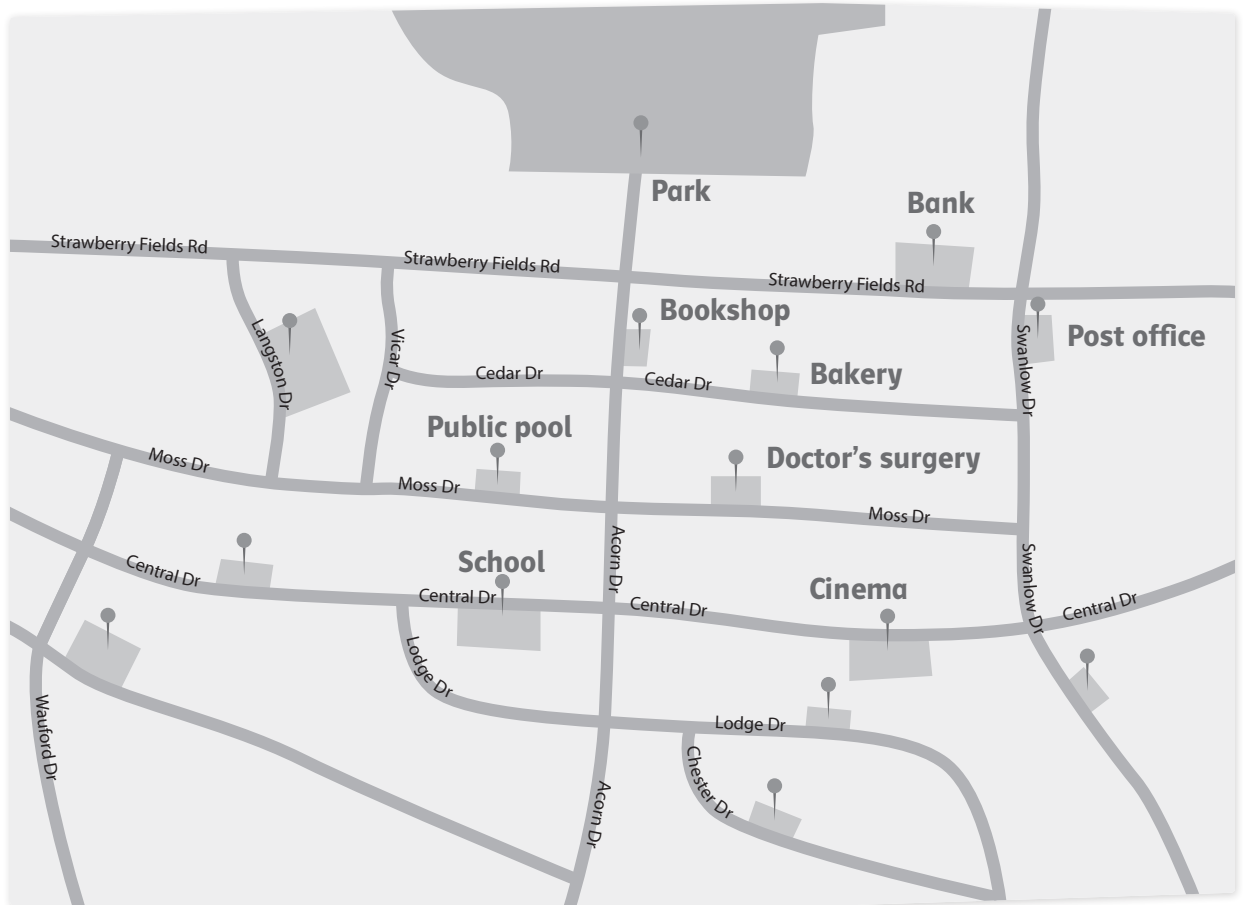 Park
Bank
Strawberry Fields Rd
Strawberry Fields Rd
Strawberry Fields Rd
Bookshop
Post office
Langston Dr
Vicar Dr
Swanlow Dr
Cedar Dr
Cedar Dr
Bakery
Public pool
Doctor's surgery
Moss Dr
Moss Dr
Moss Dr
Acorn Dr
School
Swanlow Dr
Central Dr
Central Dr
Central Dr
Cinema
Central Dr
Lodge Dr
Wauford Dr
Lodge Dr
Chester Dr
Acorn Dr